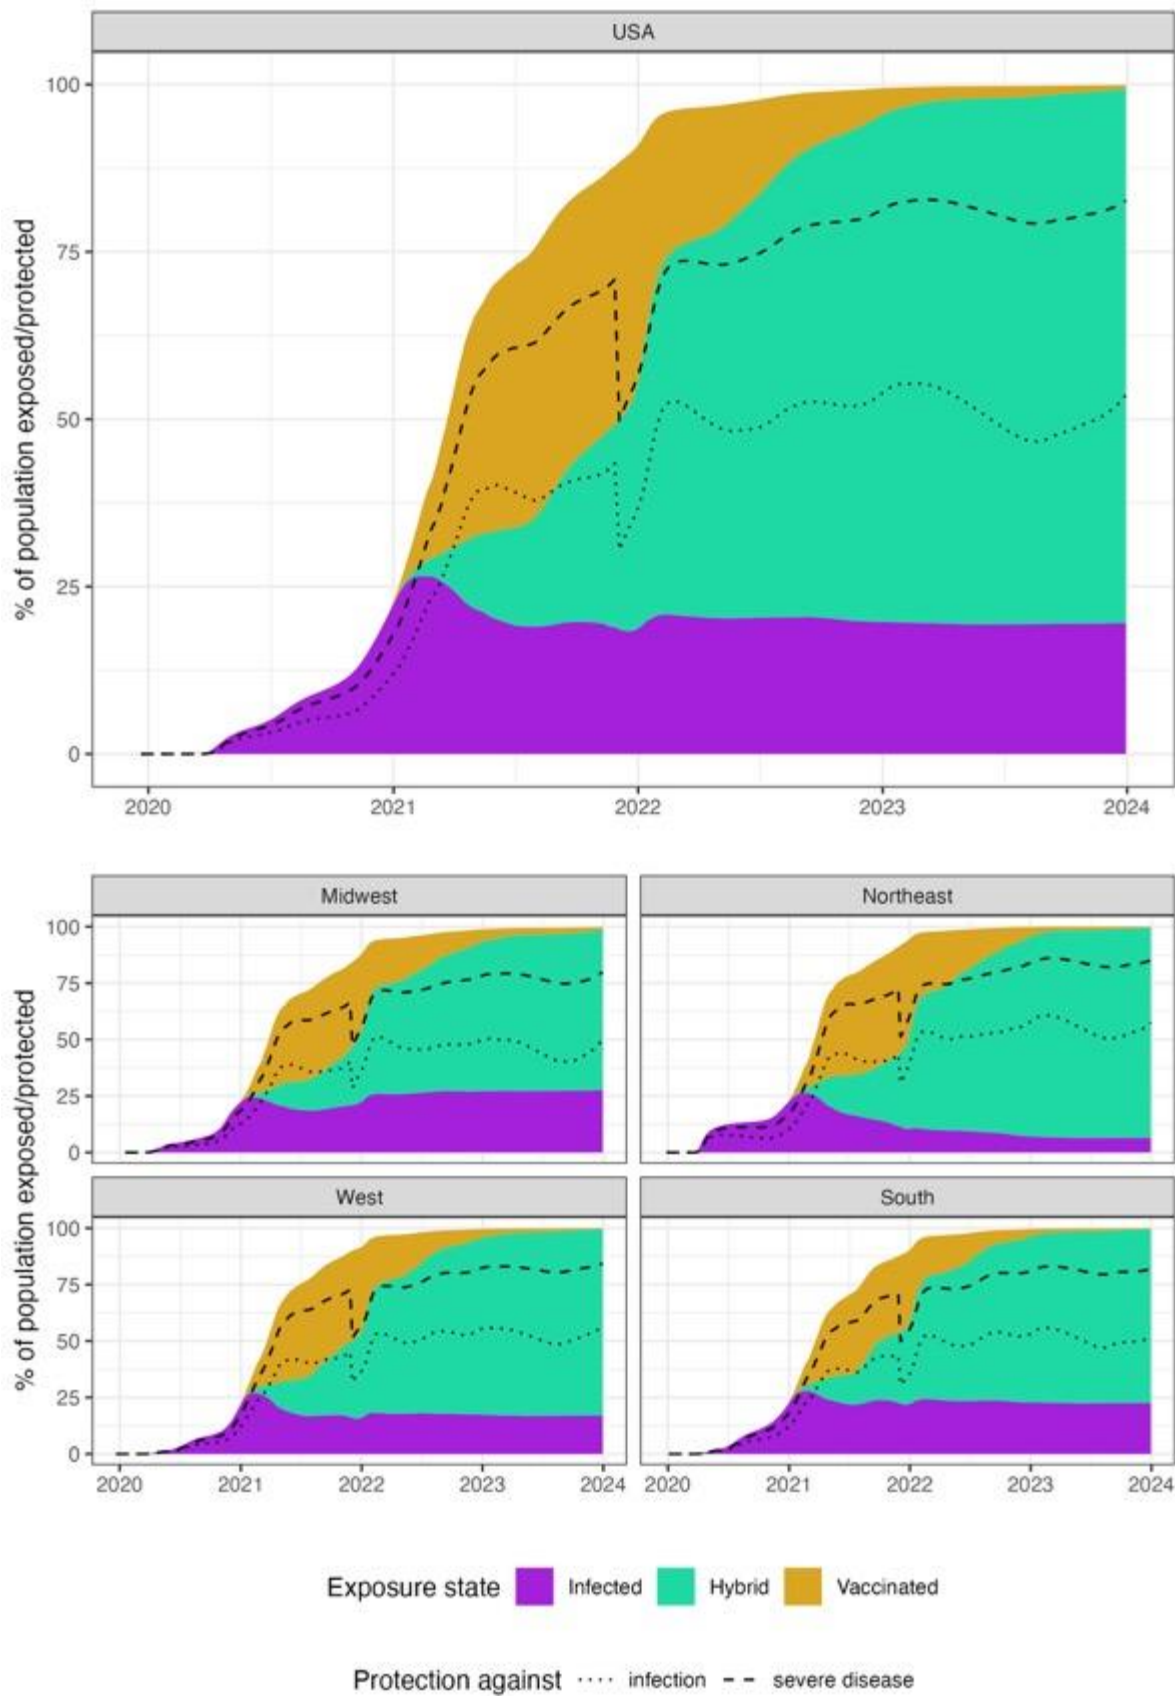 USA
100
75
50
25
0
% of population exposed/protected
2020 2021 2022 2023 2024
Midwest Northeast
100
75
50
25
0
West South
100
75
50
25
0
% of population exposed/protected
2020 2021 2022 2023 2024 2020 2021 2022 2023 2024
Exposure state Infected Hybrid Vaccinated
Protection against infection severe disease